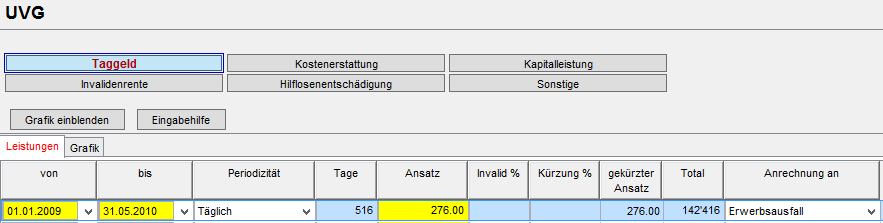 UVG
Taggeld Kostenerstattung Kapitalleistung
Invalidenrente Hilflosenentschädigung Sonstige
Grafik einblenden Eingabehilfe
Leistungen Grafik
von bis Periodizität Tage Ansatz Invalid % Kürzung % gekürzter Ansatz Total Anrechnung an
01.01.2009 31.05.2010 Täglich 516 276.00 276.00 142'416 Erwerbsausfall